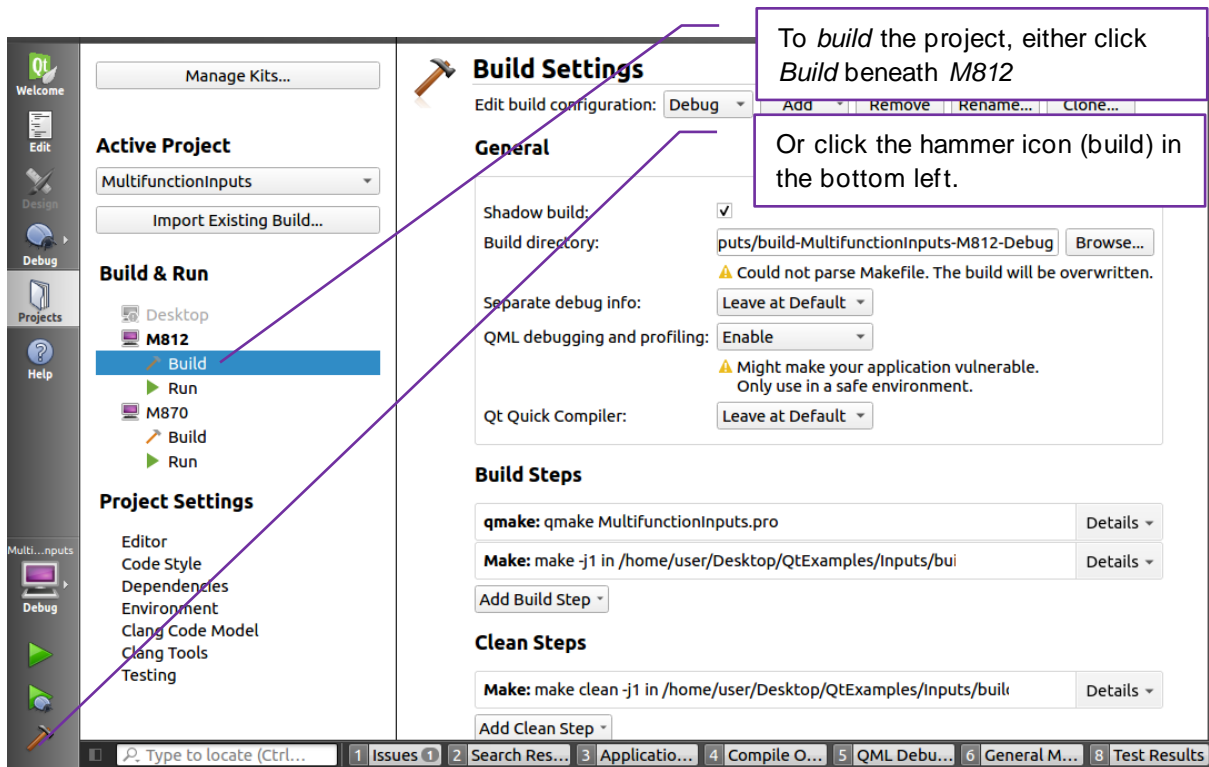 To build the project, either click
Build beneath M812
Or click the hammer icon (build) in
the bottom left.
Welcome
Edit
Design
Debug
Projects
Help
Multi...nputs
Debug
Manage Kits...
Active Project
MultifunctionInputs
Import Existing Build...
Build & Run
Desktop
M812
Build
Run
M870
Build
Run
Project Settings
Editor
Code Style
Dependencies
Environment
Clang Code Model
Clang Tools
Testing
Build Settings
Edit build configuration: Debug Add Remove Rename... Clone...
General
Shadow build:
Build directory: puts/build-MultifunctionInputs-M812-Debug Browse...
Could not parse Makefile. The build will be overwritten.
Separate debug info: Leave at Default
QML debugging and profiling: Enable
Might make your application vulnerable.
Only use in a safe environment.
Qt Quick Compiler: Leave at Default
Build Steps
qmake: qmake MultifunctionInputs.pro Details
Make: make -j1 in /home/user/Desktop/QtExamples/Inputs/bui Details
Add Build Step
Clean Steps
Make: make clean -j1 in /home/user/Desktop/QtExamples/Inputs/build Details
Add Clean Step
Type to locate (Ctrl... 1 Issues 1 2 Search Res... 3 Applicatio... 4 Compile O... 5 QML Debu... 6 General M... 8 Test Results